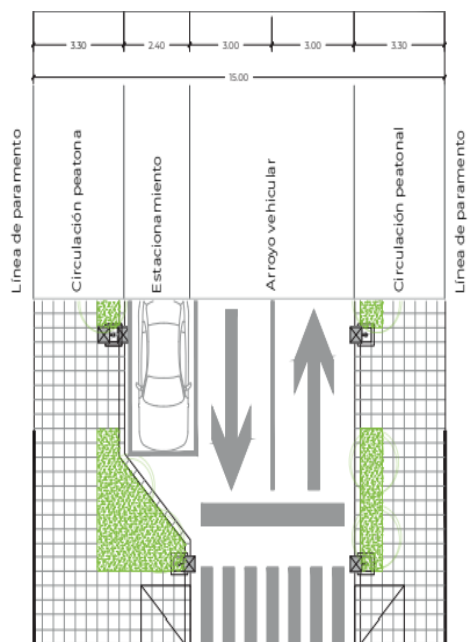 3.30 2.40 3.00 3.00 3.30
15.00
Línea de paramento
Circulación peatona
Estacionamiento
Arroyo vehicular
Circulación peatonal
Línea de paramento